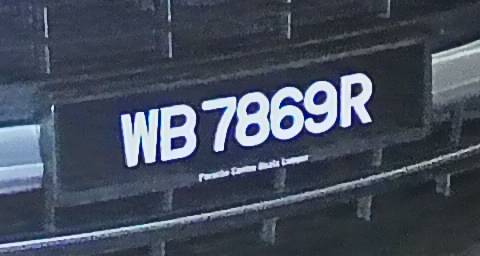 WB 7869R
Porsche Centre Kuala Lumpur